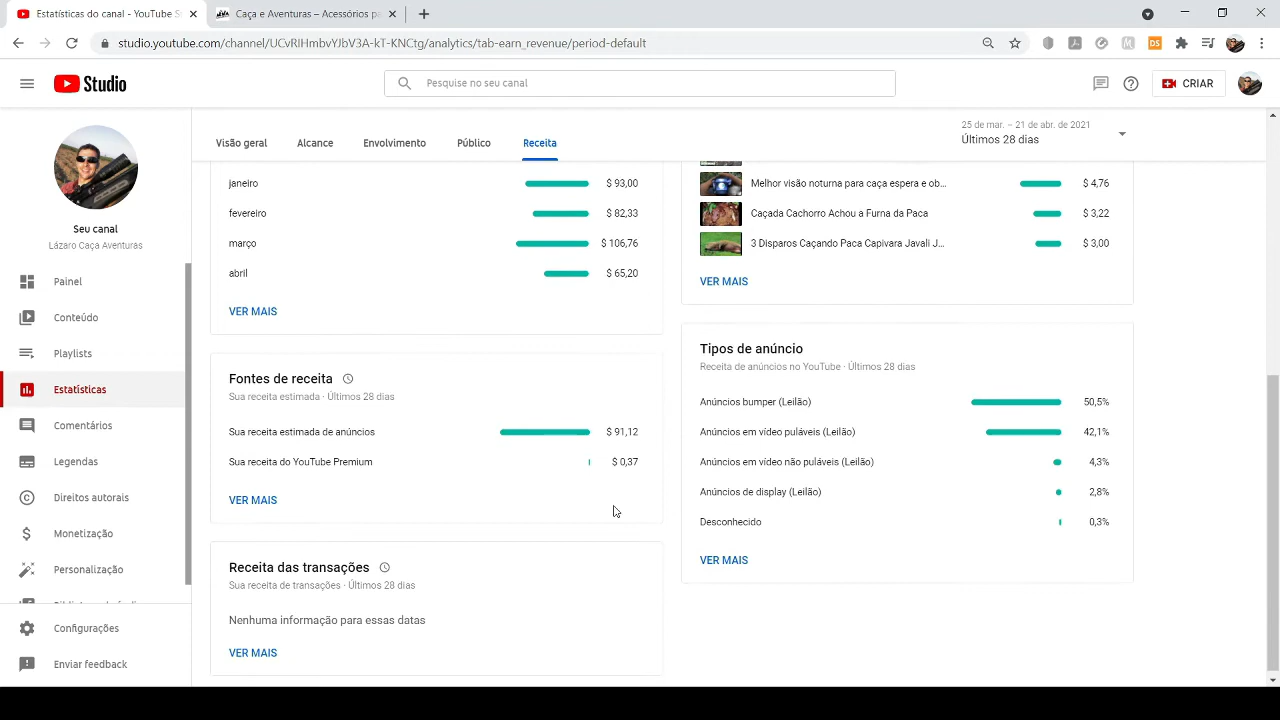 Estatísticas do canal - YouTube S
Caça e Aventuras – Acessórios p
studio.youtube.com/channel/UCvRIHmbvYJbV3A-kT-KNCtg/analytics/tab-earn_revenue/period-default
Studio
Pesquise no seu canal
CRIAR
Visão geral
Alcance
Envolvimento
Público
Receita
25 de mar. – 21 de abr. de 2021
Últimos 28 dias
Seu canal
Lázaro Caça Aventuras
Painel
Conteúdo
Playlists
Estatísticas
Comentários
Legendas
Direitos autorais
Monetização
Personalização
Configurações
Enviar feedback
janeiro $ 93,00
fevereiro $ 82,33
março $ 106,76
abril $ 65,20
VER MAIS
Fontes de receita
Sua receita estimada · Últimos 28 dias
Sua receita estimada de anúncios $ 91,12
Sua receita do YouTube Premium $ 0,37
VER MAIS
Receita das transações
Sua receita de transações · Últimos 28 dias
Nenhuma informação para essas datas
VER MAIS
Melhor visão noturna para caça espera e ob... $ 4,76
Caçada Cachorro Achou a Furna da Paca $ 3,22
3 Disparos Caçando Paca Capivara Javali J... $ 3,00
VER MAIS
Tipos de anúncio
Receita de anúncios no YouTube · Últimos 28 dias
Anúncios bumper (Leilão) 50,5%
Anúncios em vídeo puláveis (Leilão) 42,1%
Anúncios em vídeo não puláveis (Leilão) 4,3%
Anúncios de display (Leilão) 2,8%
Desconhecido 0,3%
VER MAIS